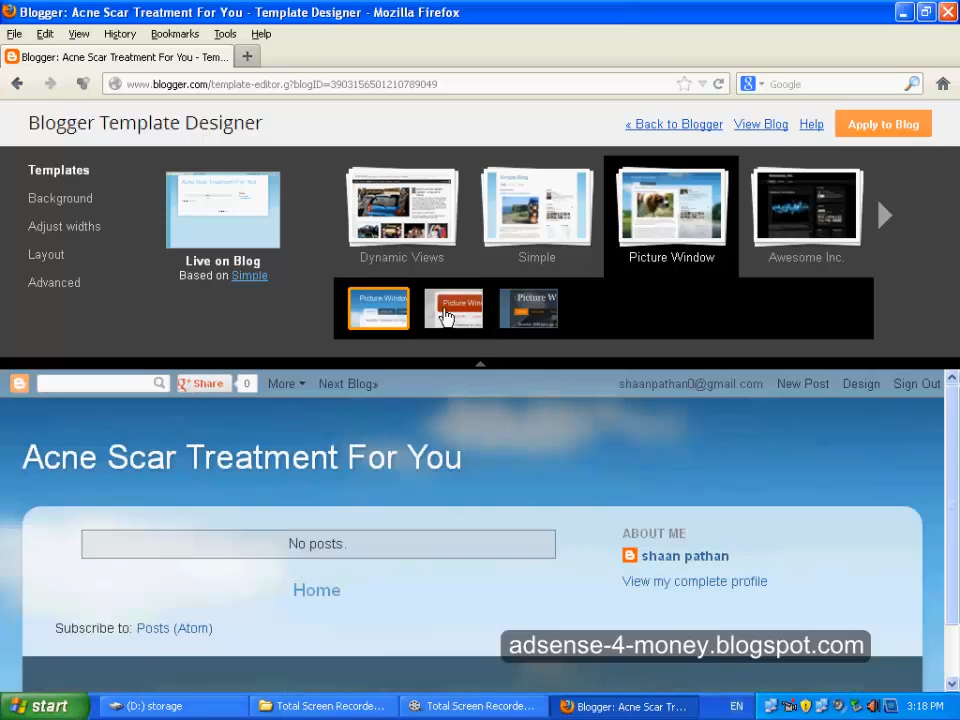 Blogger: Acne Scar Treatment For You - Template Designer - Mozilla Firefox
File Edit View History Bookmarks Tools Help
Blogger: Acne Scar Treatment For You - Tem...
www.blogger.com/template-editor.g?blogID=3903156501210789049
Google
Blogger Template Designer
« Back to Blogger View Blog Help Apply to Blog
Templates
Background
Adjust widths
Layout
Advanced
Live on Blog
Based on Simple
Dynamic Views Simple Picture Window Awesome Inc.
Picture Window Picture Win Picture W
Share 0 More Next Blog» shaanpathan0@gmail.com New Post Design Sign Out
Acne Scar Treatment For You
No posts.
Home
Subscribe to: Posts (Atom)
ABOUT ME
shaan pathan
View my complete profile
adsense-4-money.blogspot.com
start (D:) storage Total Screen Recorde... Total Screen Recorde... Blogger: Acne Scar Tr... EN 3:18 PM